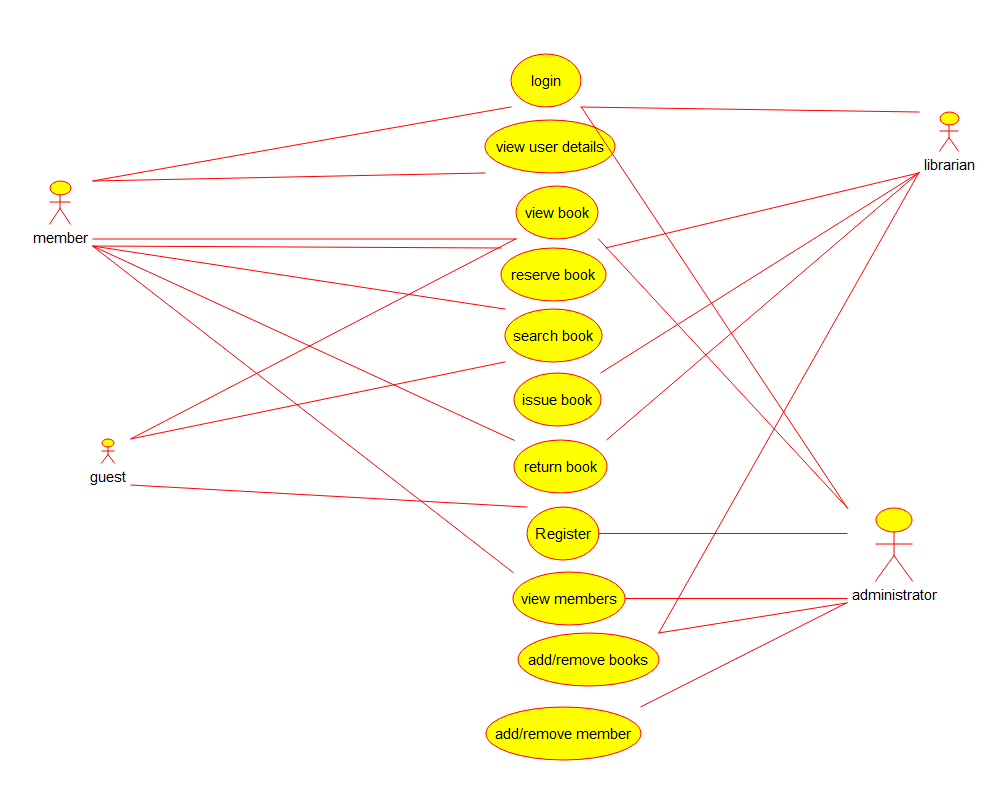 login
view user details
librarian
view book
member
reserve book
search book
issue book
return book
guest
Register
view members
administrator
add/remove books
add/remove member